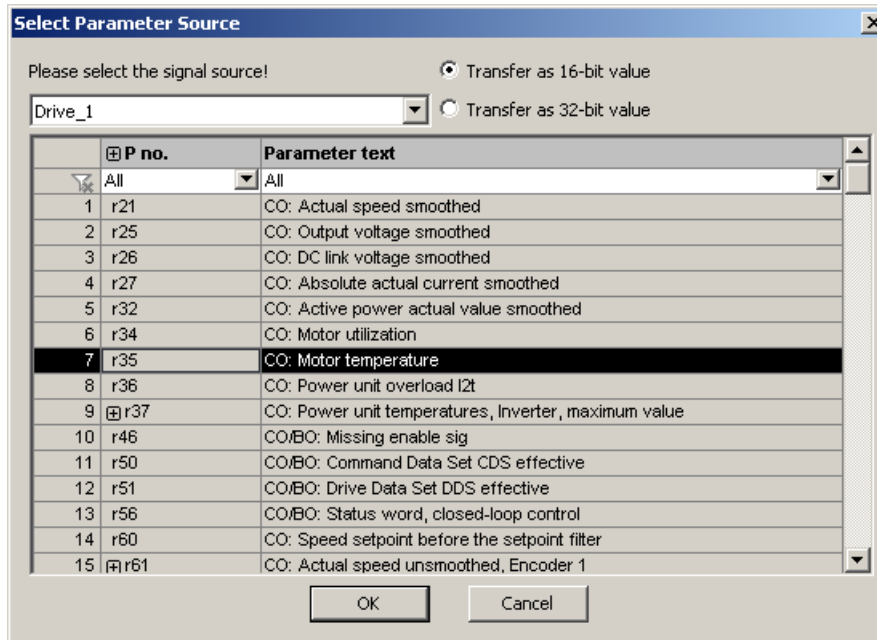 Select Parameter Source
Please select the signal source!
Transfer as 16-bit value
Drive_1
Transfer as 32-bit value
P no. Parameter text
All All
1 r21 CO: Actual speed smoothed
2 r25 CO: Output voltage smoothed
3 r26 CO: DC link voltage smoothed
4 r27 CO: Absolute actual current smoothed
5 r32 CO: Active power actual value smoothed
6 r34 CO: Motor utilization
7 r35 CO: Motor temperature
8 r36 CO: Power unit overload I2t
9 r37 CO: Power unit temperatures, Inverter, maximum value
10 r46 CO/BO: Missing enable sig
11 r50 CO/BO: Command Data Set CDS effective
12 r51 CO/BO: Drive Data Set DDS effective
13 r56 CO/BO: Status word, closed-loop control
14 r60 CO: Speed setpoint before the setpoint filter
15 r61 CO: Actual speed unsmoothed, Encoder 1
OK Cancel